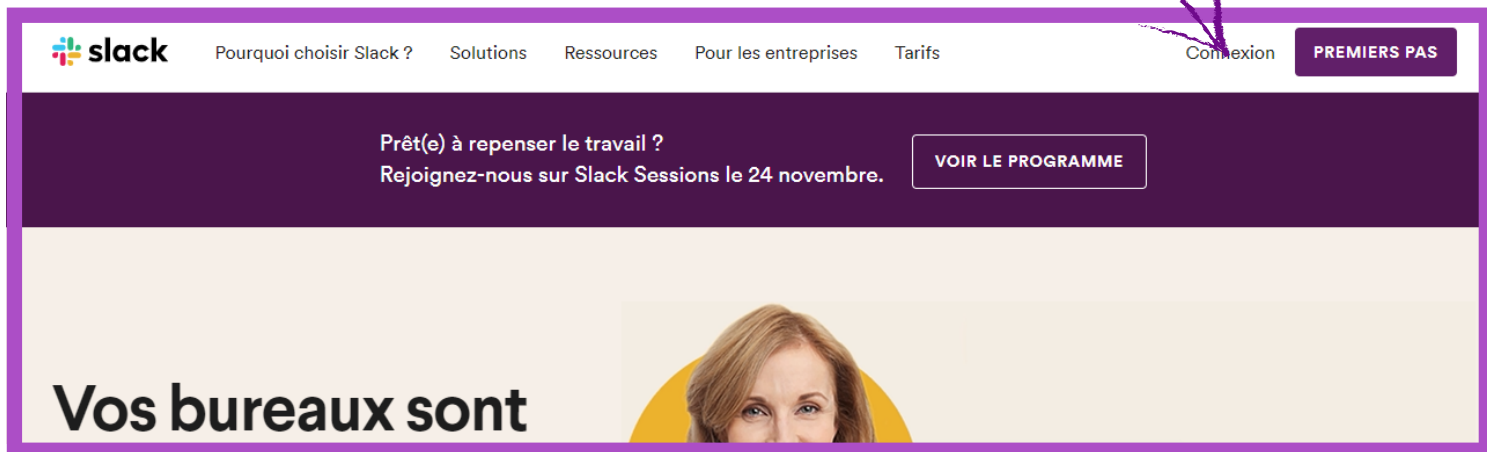 slack Pourquoi choisir Slack ? Solutions Ressources Pour les entreprises Tarifs Connexion PREMIERS PAS
Prêt(e) à repenser le travail ?
Rejoignez-nous sur Slack Sessions le 24 novembre.
VOIR LE PROGRAMME
Vos bureaux sont